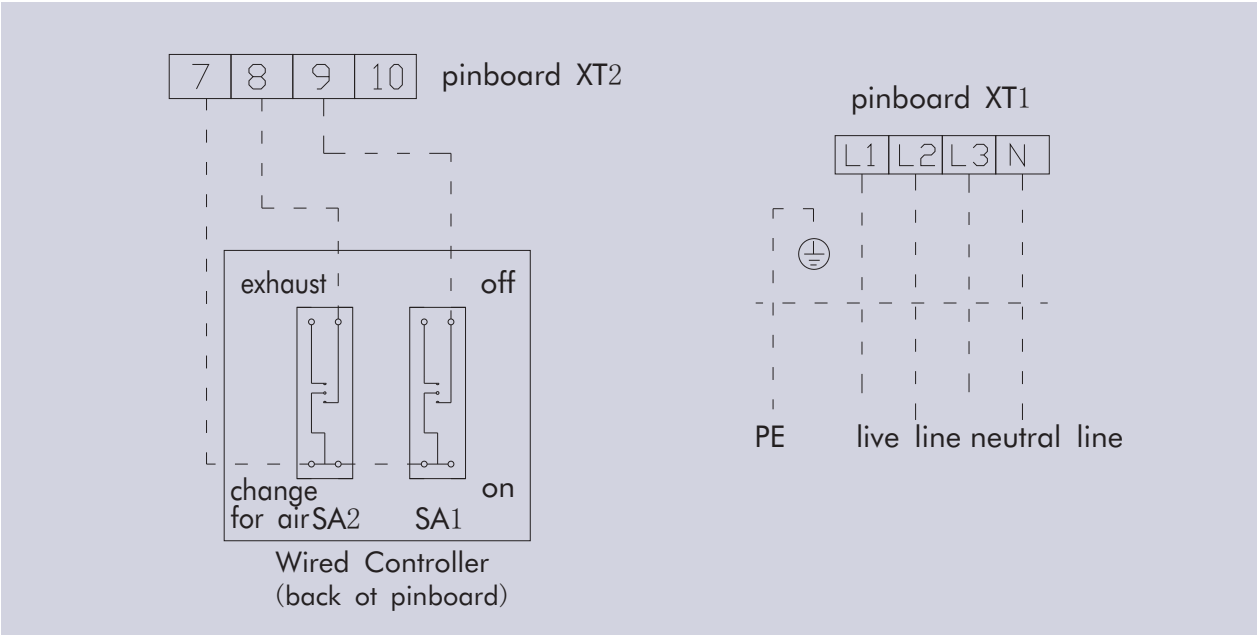 7 8 9 10 pinboard XT2
pinboard XT1
L1 L2 L3 N
exhaust off
PE live line neutral line
change on
for air SA2 SA1
Wired Controller
(back ot pinboard)